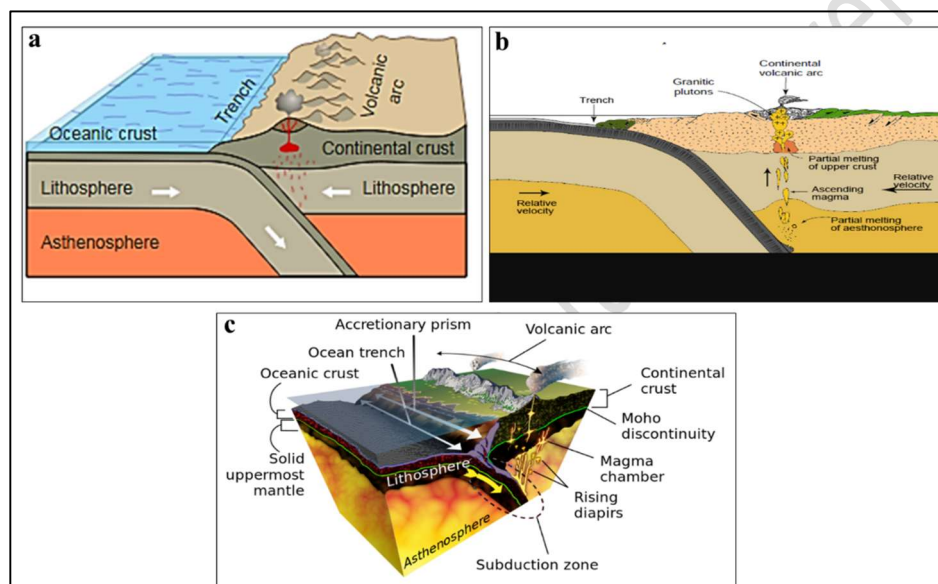 a
Trench
Volcanic
arc
Oceanic crust
Continental crust
Lithosphere
Lithosphere
Asthenosphere
b
Continental
volcanic arc
Granitic
plutons
Trench
Partial melting
of upper crust
Relative
velocity
Relative
velocity
Ascending
magma
Partial melting
of aesthonosphere
c
Accretionary prism
Ocean trench
Oceanic crust
Volcanic arc
Continental
crust
Moho
discontinuity
Solid
uppermost
mantle
Lithosphere
Magma
chamber
Rising
diapirs
Asthenosphere
Subduction zone